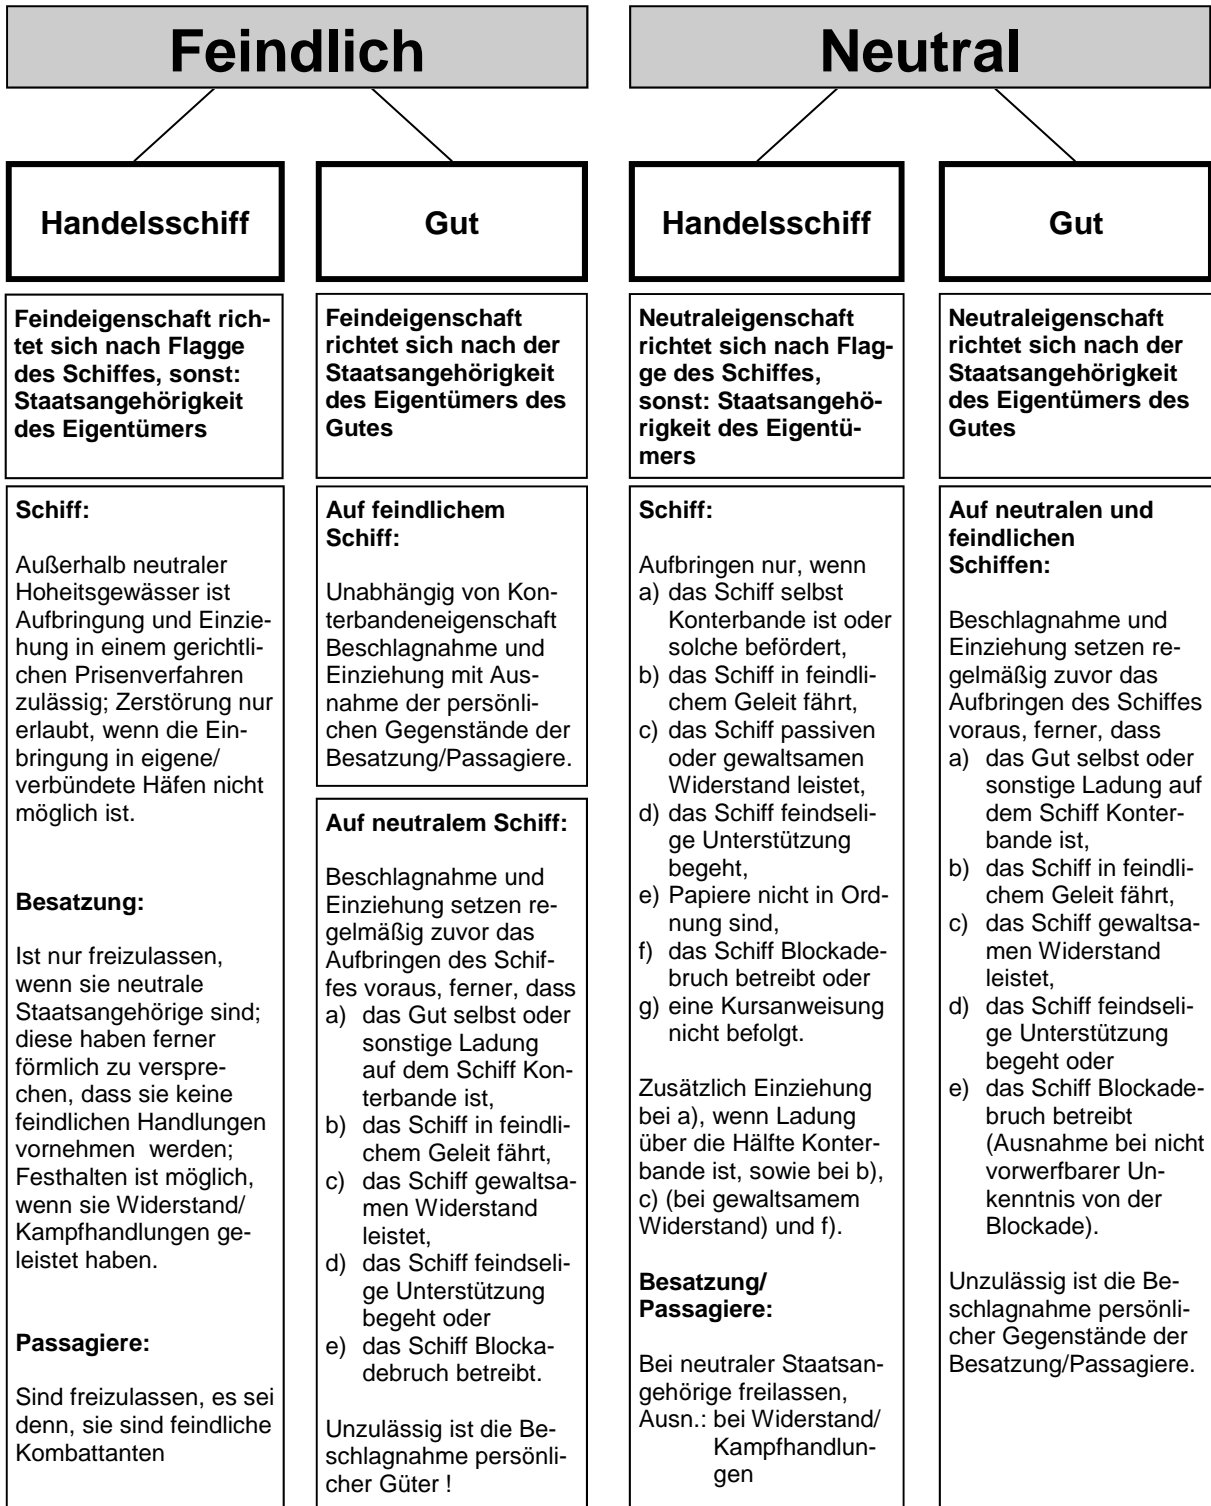 Feindlich
Neutral
Handelsschiff
Gut
Handelsschiff
Gut
Feindeigenschaft rich-
tet sich nach Flagge
des Schiffes, sonst:
Staatsangehörigkeit
des Eigentümers
Feindeigenschaft
richtet sich nach der
Staatsangehörigkeit
des Eigentümers des
Gutes
Neutraleigenschaft
richtet sich nach Flag-
ge des Schiffes,
sonst: Staatsangehö-
rigkeit des Eigentü-
mers
Neutraleigenschaft
richtet sich nach der
Staatsangehörigkeit
des Eigentümers des
Gutes
Schiff:
Außerhalb neutraler
Hoheitsgewässer ist
Aufbringung und Einzie-
hung in einem gerichtli-
chen Prisenverfahren
zulässig; Zerstörung nur
erlaubt, wenn die Ein-
bringung in eigene/
verbündete Häfen nicht
möglich ist.
Besatzung:
Ist nur freizulassen,
wenn sie neutrale
Staatsangehörige sind;
diese haben ferner
förmlich zu verspre-
chen, dass sie keine
feindlichen Handlungen
vornehmen werden;
Festhalten ist möglich,
wenn sie Widerstand/
Kampfhandlungen ge-
leistet haben.
Passagiere:
Sind freizulassen, es sei
denn, sie sind feindliche
Kombattanten
Auf feindlichem
Schiff:
Unabhängig von Kon-
terbandeneigenschaft
Beschlagnahme und
Einziehung mit Aus-
nahme der persönli-
chen Gegenstände der
Besatzung/Passagiere.
Auf neutralem Schiff:
Beschlagnahme und
Einziehung setzen re-
gelmäßig zuvor das
Aufbringen des Schif-
fes voraus, ferner, dass
a) das Gut selbst oder
sonstige Ladung
auf dem Schiff Kon-
terbande ist,
b) das Schiff in feindli-
chem Geleit fährt,
c) das Schiff gewaltsa-
men Widerstand
leistet,
d) das Schiff feindseli-
ge Unterstützung
begeht oder
e) das Schiff Blocka-
debruch betreibt.
Unzulässig ist die Be-
schlagnahme persönli-
cher Güter !
Schiff:
Aufbringen nur, wenn
a) das Schiff selbst
Konterbande ist oder
solche befördert,
b) das Schiff in feindli-
chem Geleit fährt,
c) das Schiff passiven
oder gewaltsamen
Widerstand leistet,
d) das Schiff feindseli-
ge Unterstützung
begeht,
e) Papiere nicht in Ord-
nung sind,
f) das Schiff Blockade-
bruch betreibt oder
g) eine Kursanweisung
nicht befolgt.
Zusätzlich Einziehung
bei a), wenn Ladung
über die Hälfte Konter-
bande ist, sowie bei b),
c) (bei gewaltsamem
Widerstand) und f).
Besatzung/
Passagiere:
Bei neutraler Staatsan-
gehörige freilassen,
Ausn.: bei Widerstand/
Kampfhandlun-
gen
Auf neutralen und
feindlichen
Schiffen:
Beschlagnahme und
Einziehung setzen re-
gelmäßig zuvor das
Aufbringen des Schiffes
voraus, ferner, dass
a) das Gut selbst oder
sonstige Ladung auf
dem Schiff Konter-
bande ist,
b) das Schiff in feindli-
chem Geleit fährt,
c) das Schiff gewaltsa-
men Widerstand
leistet,
d) das Schiff feindseli-
ge Unterstützung
begeht oder
e) das Schiff Blockade-
bruch betreibt
(Ausnahme bei nicht
vorwerfbarer Un-
kenntnis von der
Blockade).
Unzulässig ist die Be-
schlagnahme persönli-
cher Gegenstände der
Besatzung/Passagiere.